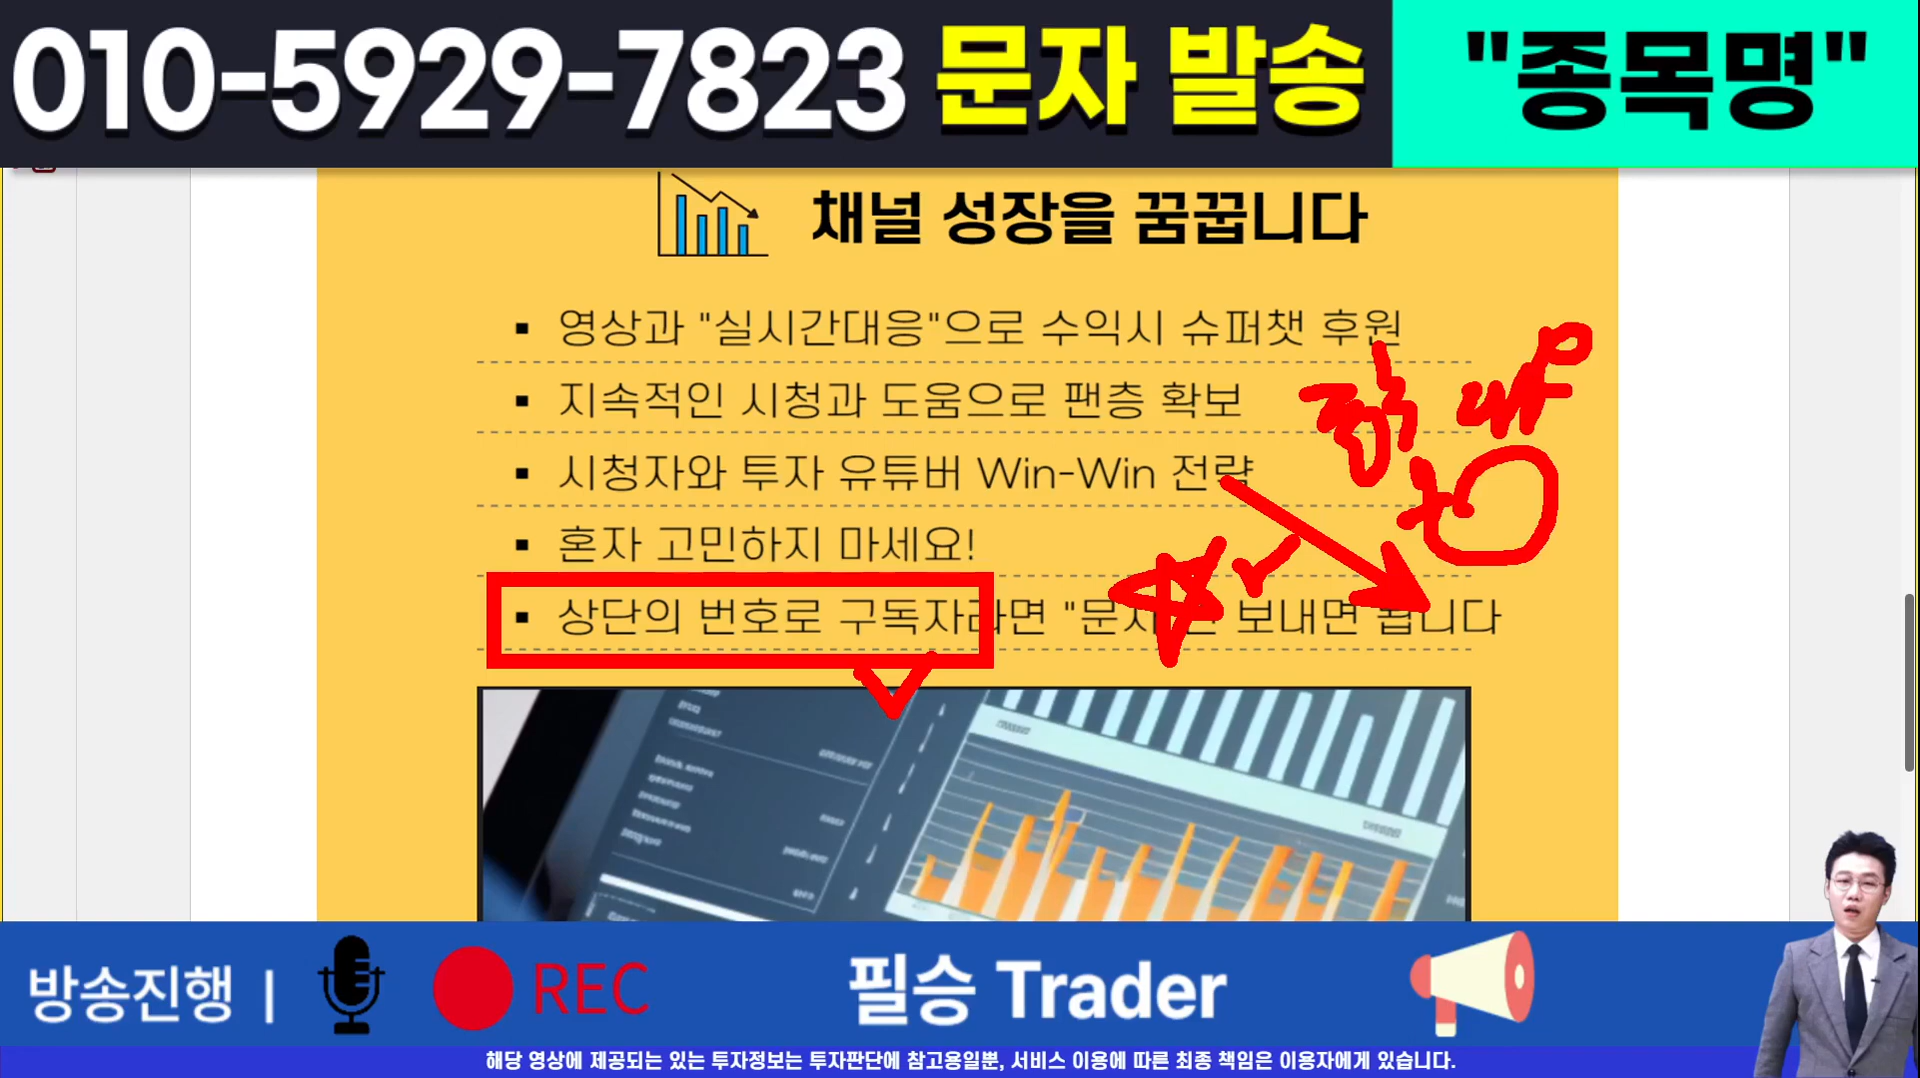 010-5929-7823 문자 발송 "종목명"
채널 성장을 꿈꿉니다
▪ 영상과 "실시간대응"으로 수익시 슈퍼챗 후원
▪ 지속적인 시청과 도움으로 팬층 확보
▪ 시청자와 투자 유튜버 Win-Win 전략
▪ 혼자 고민하지 마세요!
▪ 상단의 번호로 구독자라면 "문자" 보내면 됩니다
방송진행 | REC 필승 Trader
해당 영상에 제공되는 있는 투자정보는 투자판단에 참고용일뿐, 서비스 이용에 따른 최종 책임은 이용자에게 있습니다.